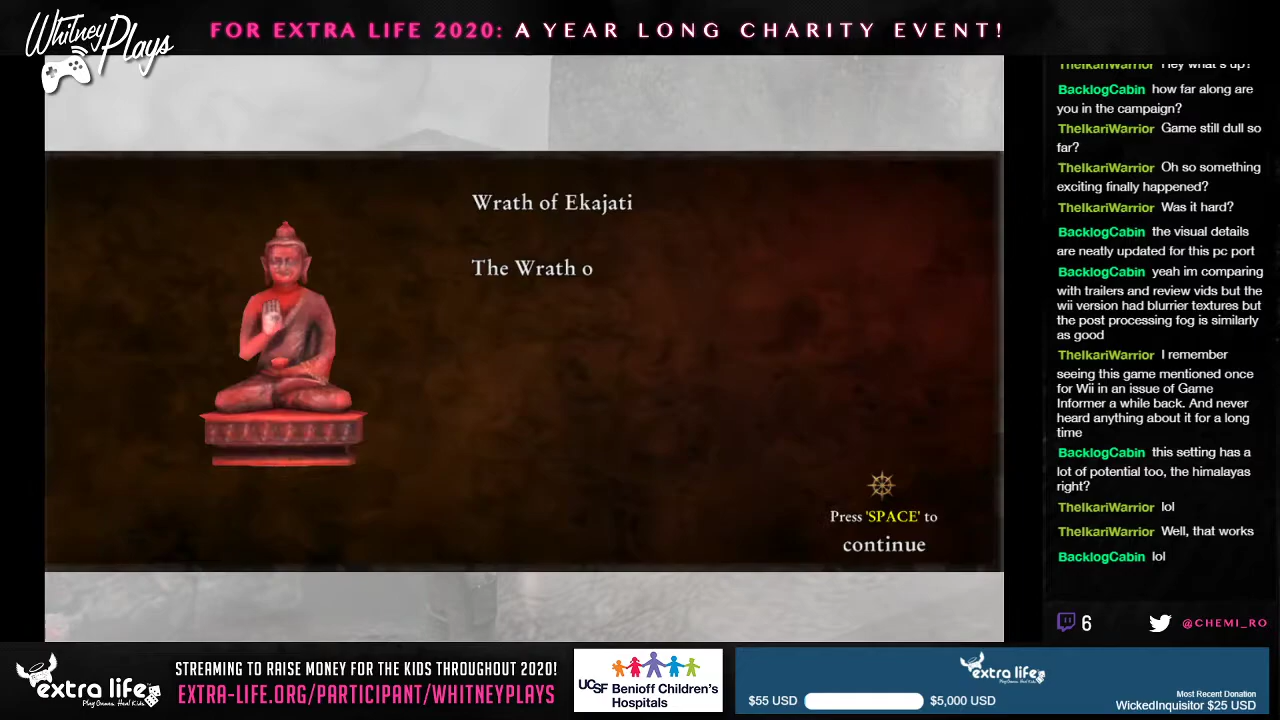 Whitney Plays
FOR EXTRA LIFE 2020: A YEAR LONG CHARITY EVENT!
Wrath of Ekajati
The Wrath o
Press 'SPACE' to
continue
TheIkariWarrior Hey what's up?
BacklogCabin how far along are
you in the campaign?
TheIkariWarrior Game still dull so
far?
TheIkariWarrior Oh so something
exciting finally happened?
TheIkariWarrior Was it hard?
BacklogCabin the visual details
are neatly updated for this pc port
BacklogCabin yeah im comparing
with trailers and review vids but the
wii version had blurrier textures but
the post processing fog is similarly
as good
TheIkariWarrior I remember
seeing this game mentioned once
for Wii in an issue of Game
Informer a while back. And never
heard anything about it for a long
time
BacklogCabin this setting has a
lot of potential too, the himalayas
right?
TheIkariWarrior lol
TheIkariWarrior Well, that works
BacklogCabin lol
6
@CHEMI_RO
extra life
Play Games. Heal Kids.
STREAMING TO RAISE MONEY FOR THE KIDS THROUGHOUT 2020!
EXTRA-LIFE.ORG/PARTICIPANT/WHITNEYPLAYS
UCSF Benioff Children's
Hospitals
extra life
Play Games. Heal Kids.
$55 USD
$5,000 USD
Most Recent Donation
WickedInquisitor $25 USD